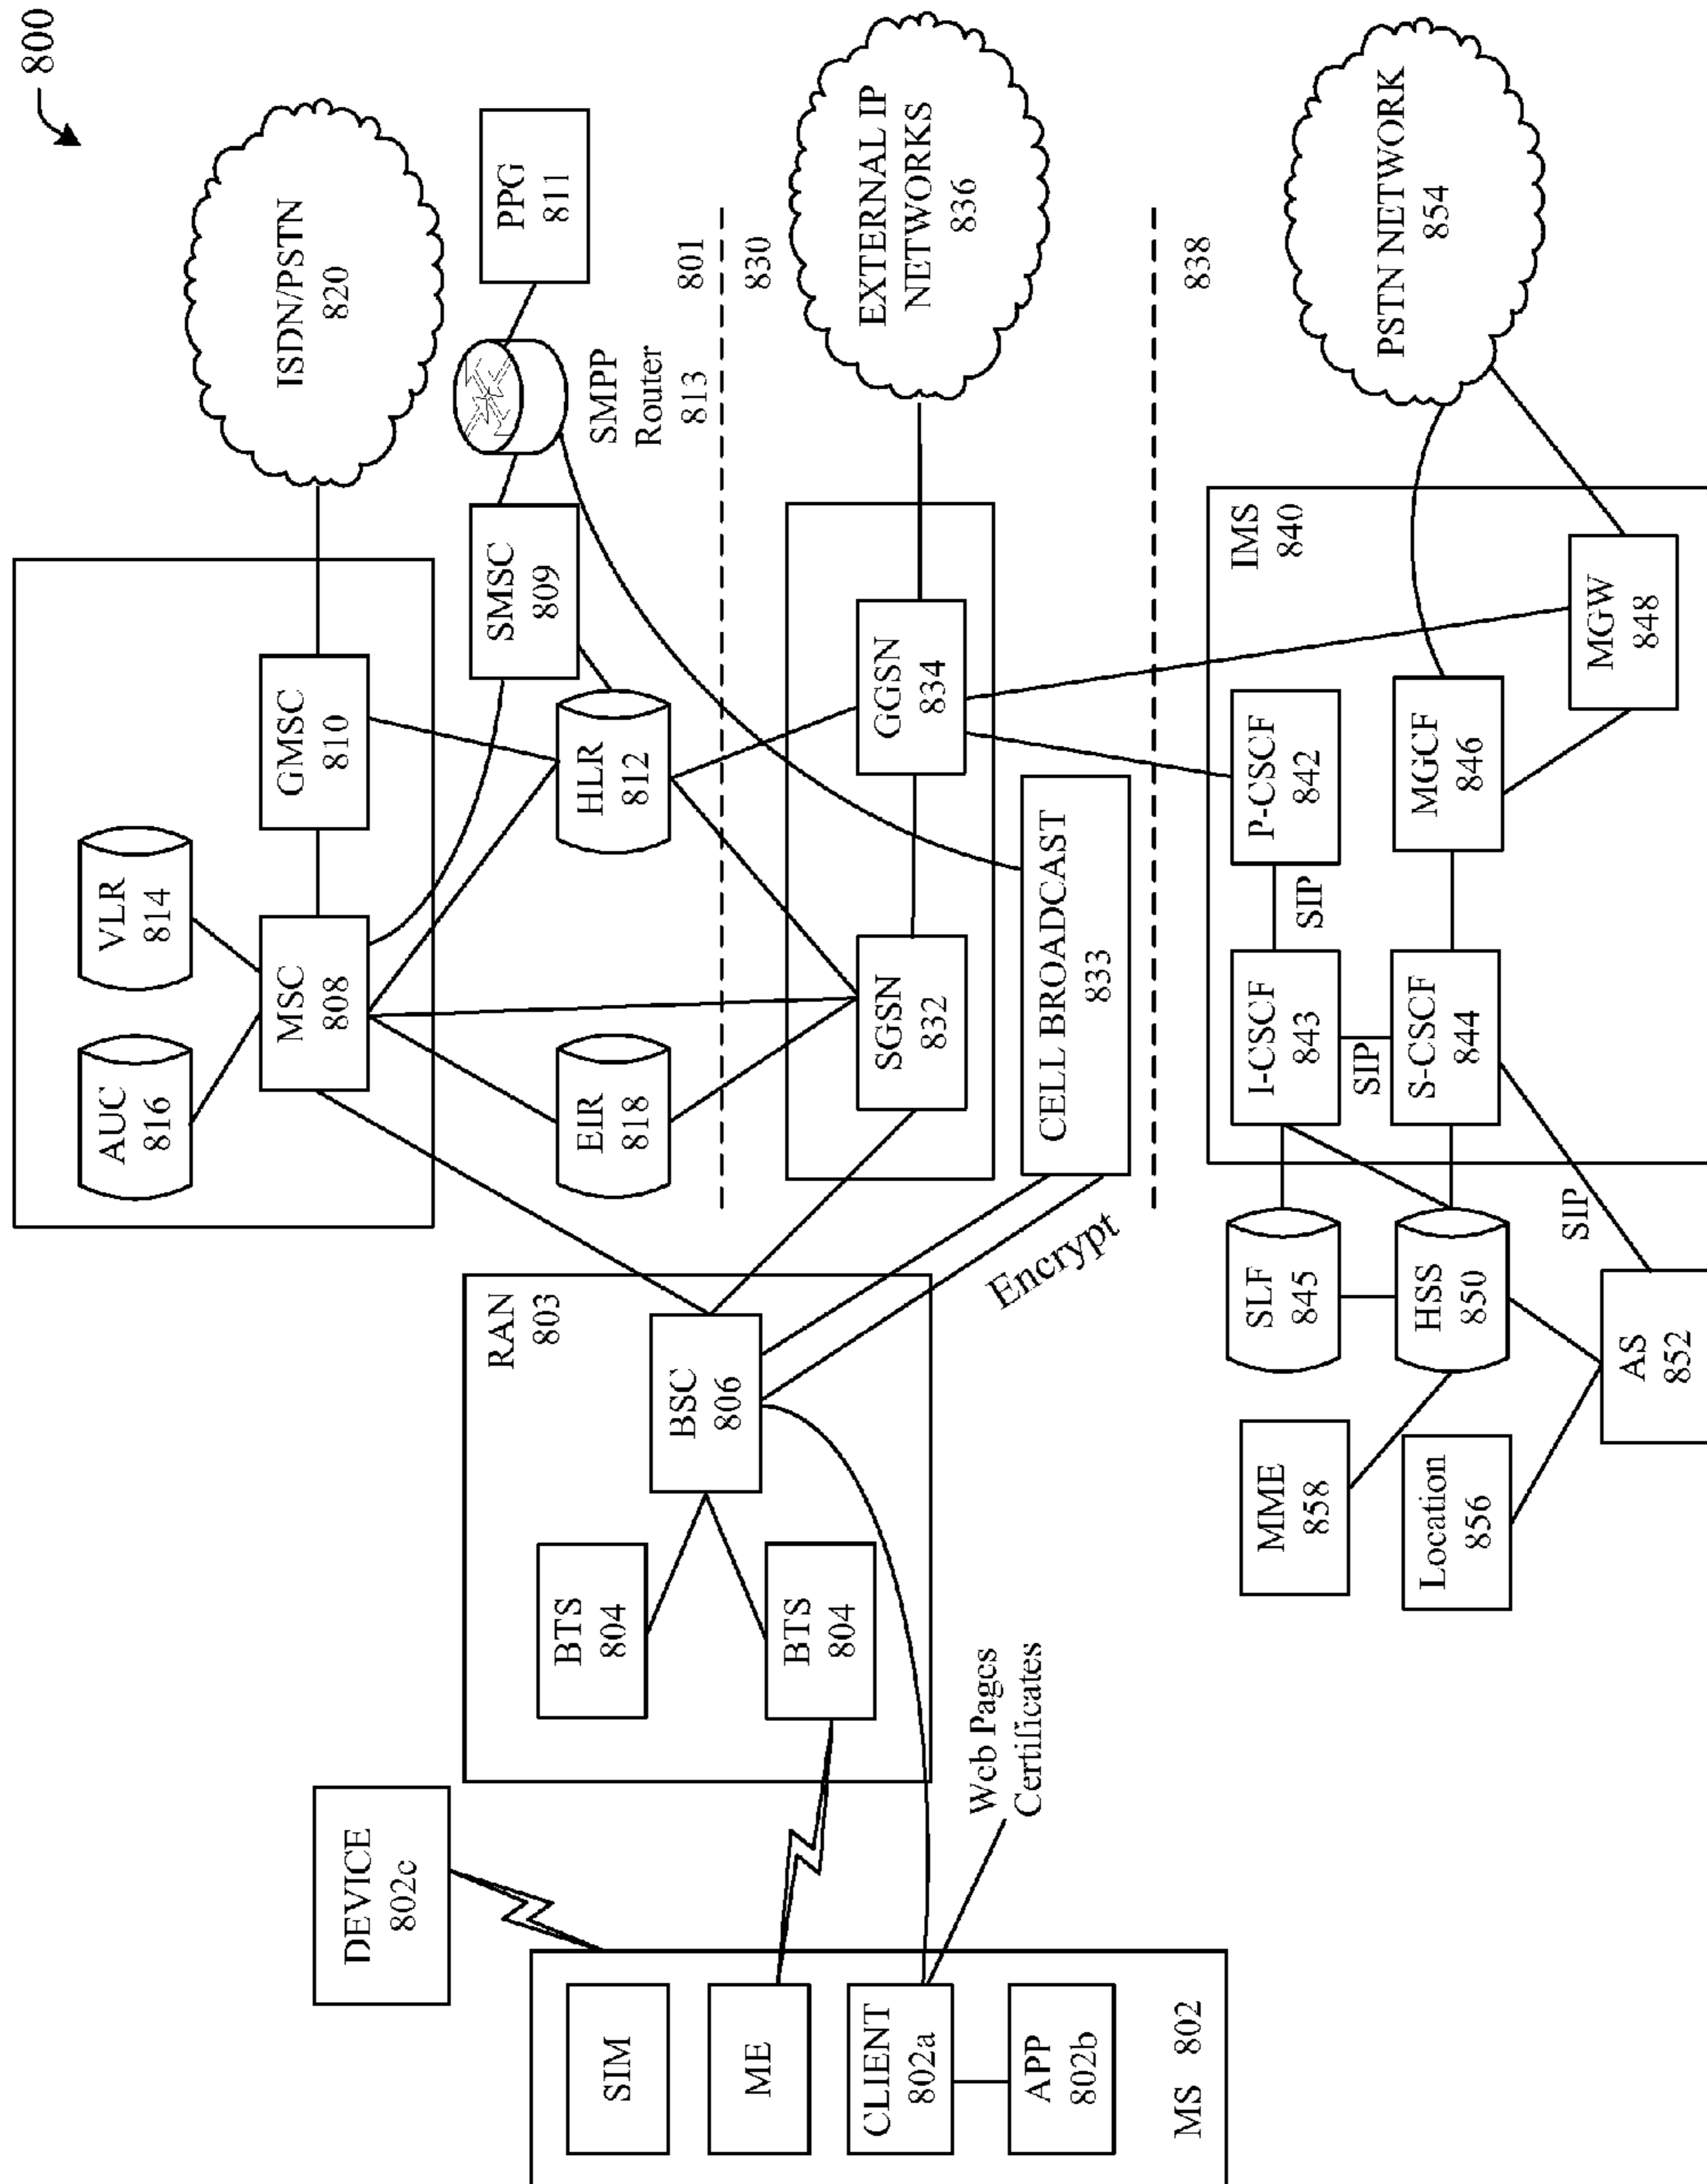 800
ISDN/PSTN
820
VLR
814
AUC
816
GMSC
810
MSC
808
SMSC
809
PPG
811
SMPP
Router
813
HLR
812
EIR
818
801
830
EXTERNAL IP
NETWORKS
836
GGSN
834
SGSN
832
CELL BROADCAST
833
838
RAN
803
BSC
806
BTS
804
BTS
804
Encrypt
DEVICE
802c
SIM
ME
CLIENT
802a
APP
802b
MS 802
Web Pages
Certificates
IMS
840
P-CSCF
842
SIP
I-CSCF
843
SIP
S-CSCF
844
MGCF
846
MGW
848
PSTN NETWORK
854
SLF
845
HSS
850
SIP
MME
858
Location
856
AS
852